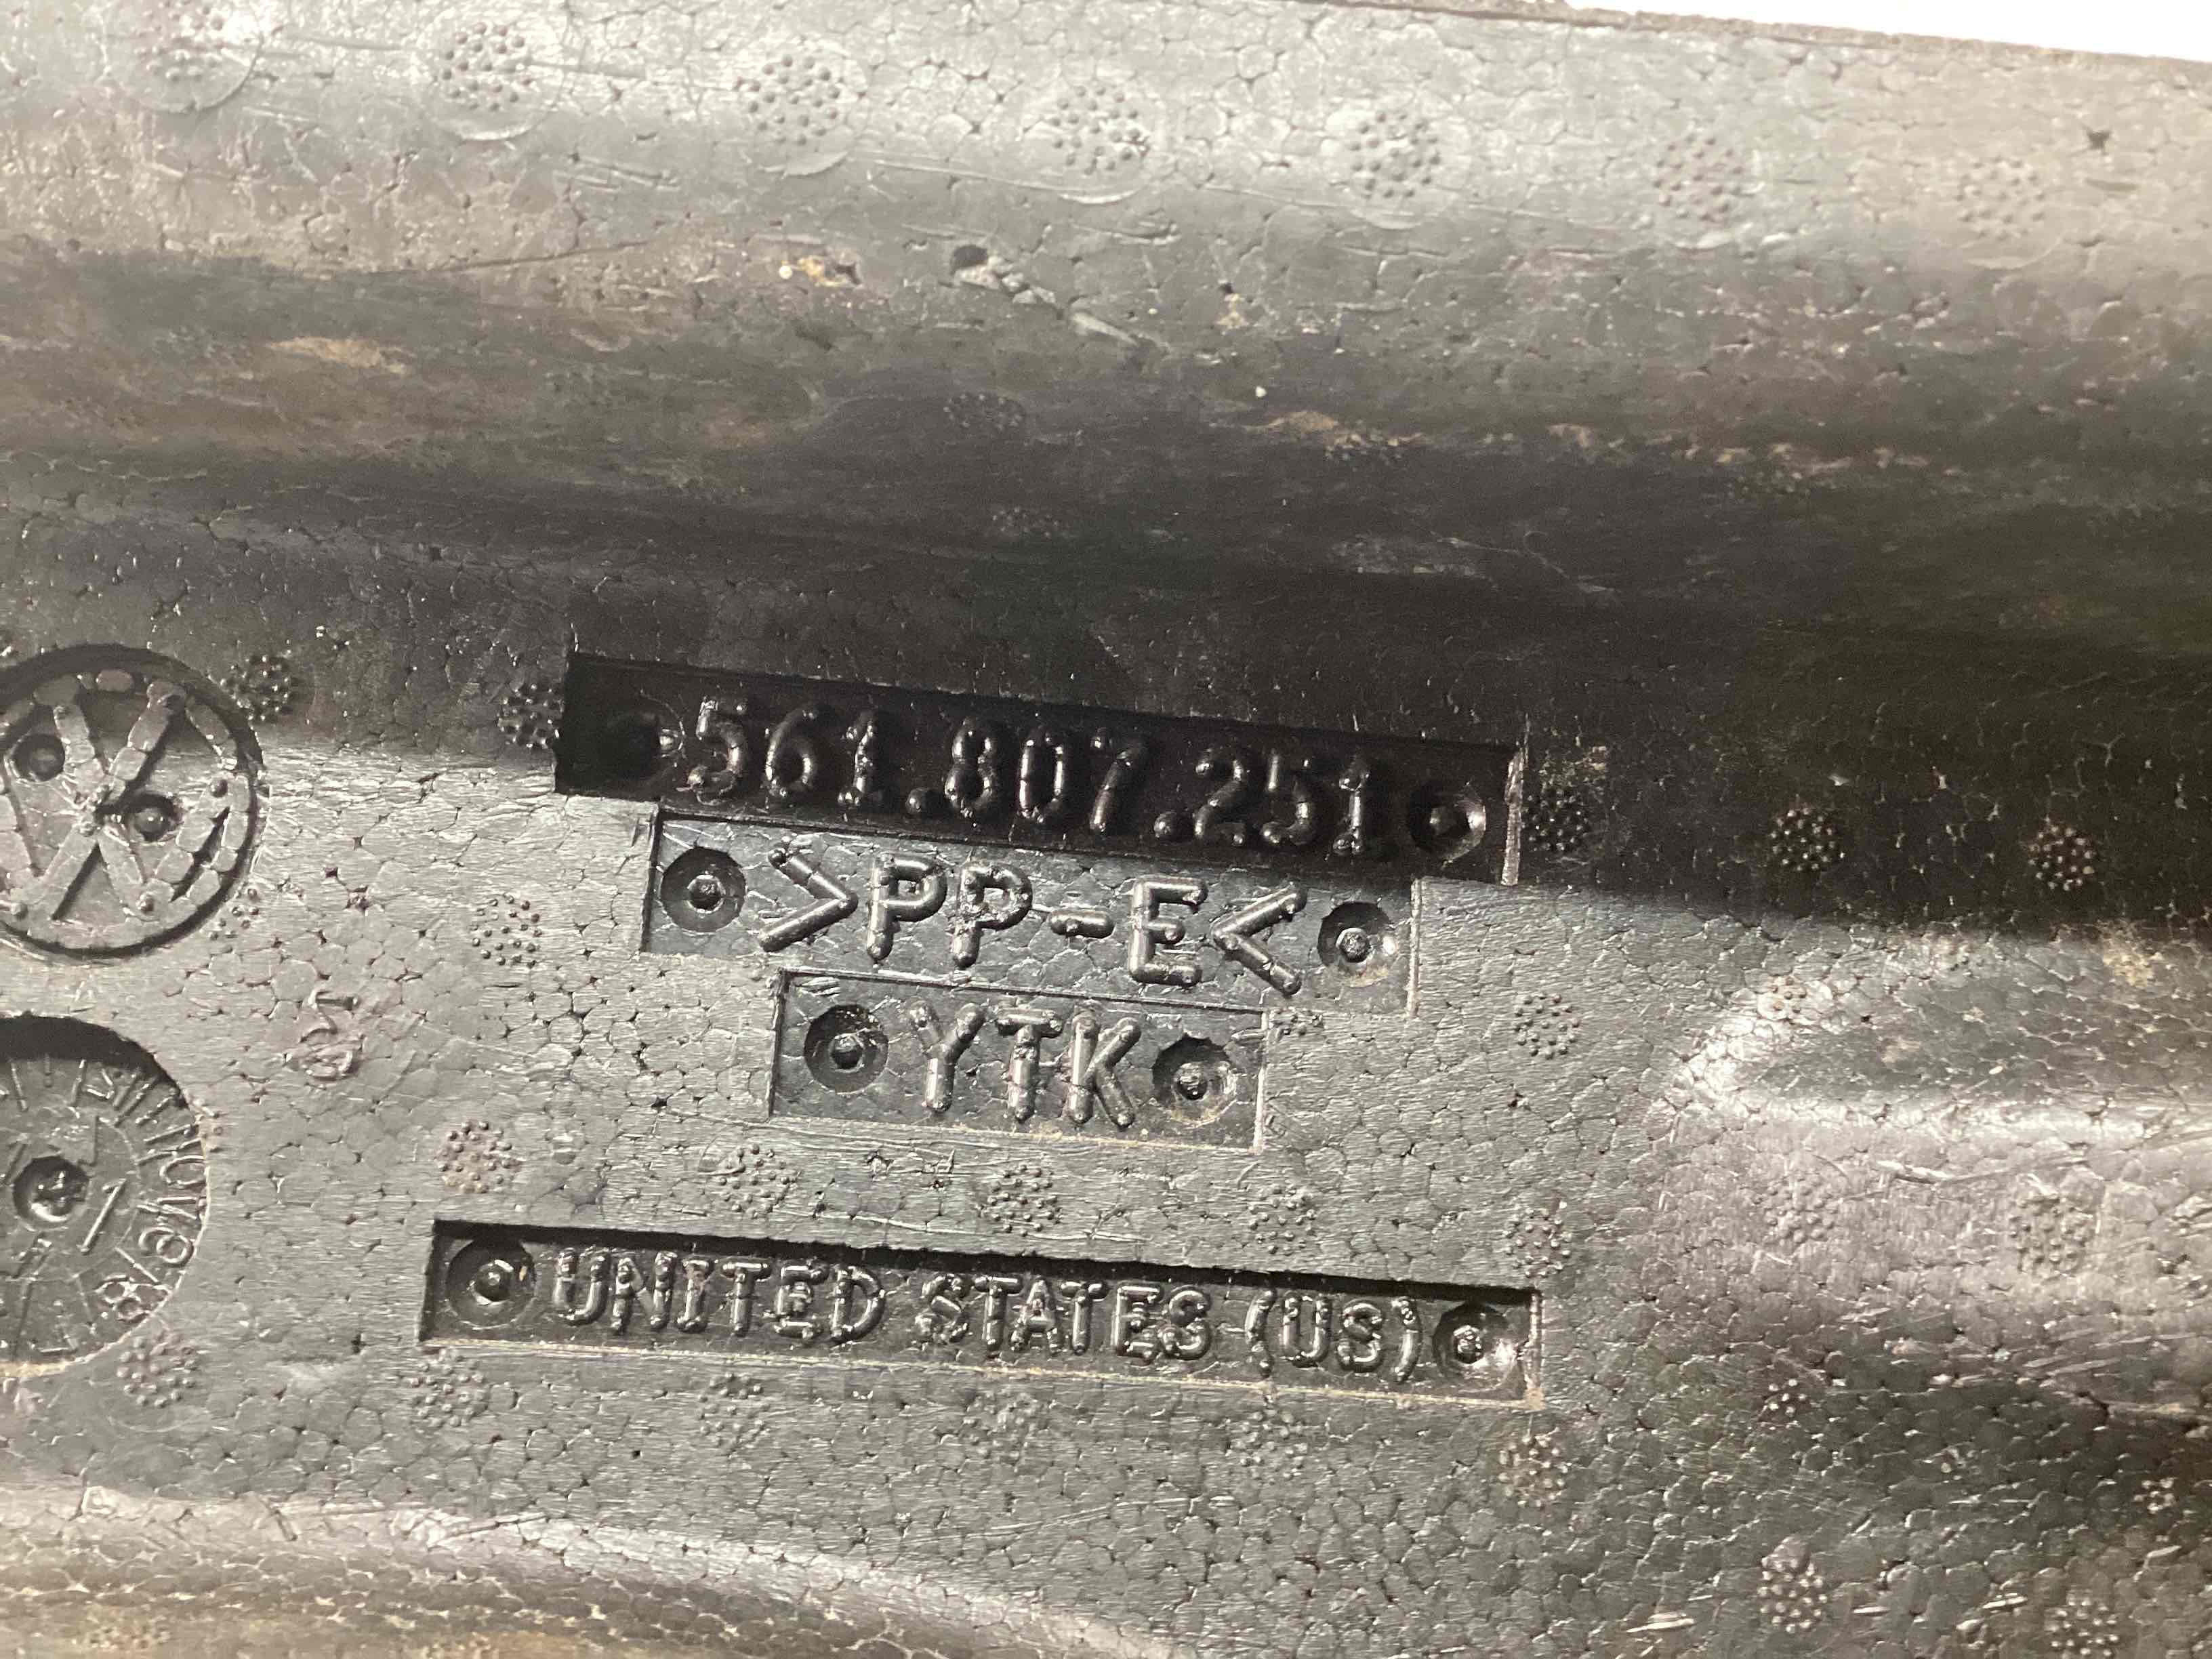 561.807.251
>PP-E<
YTK
UNITED STATES (US)